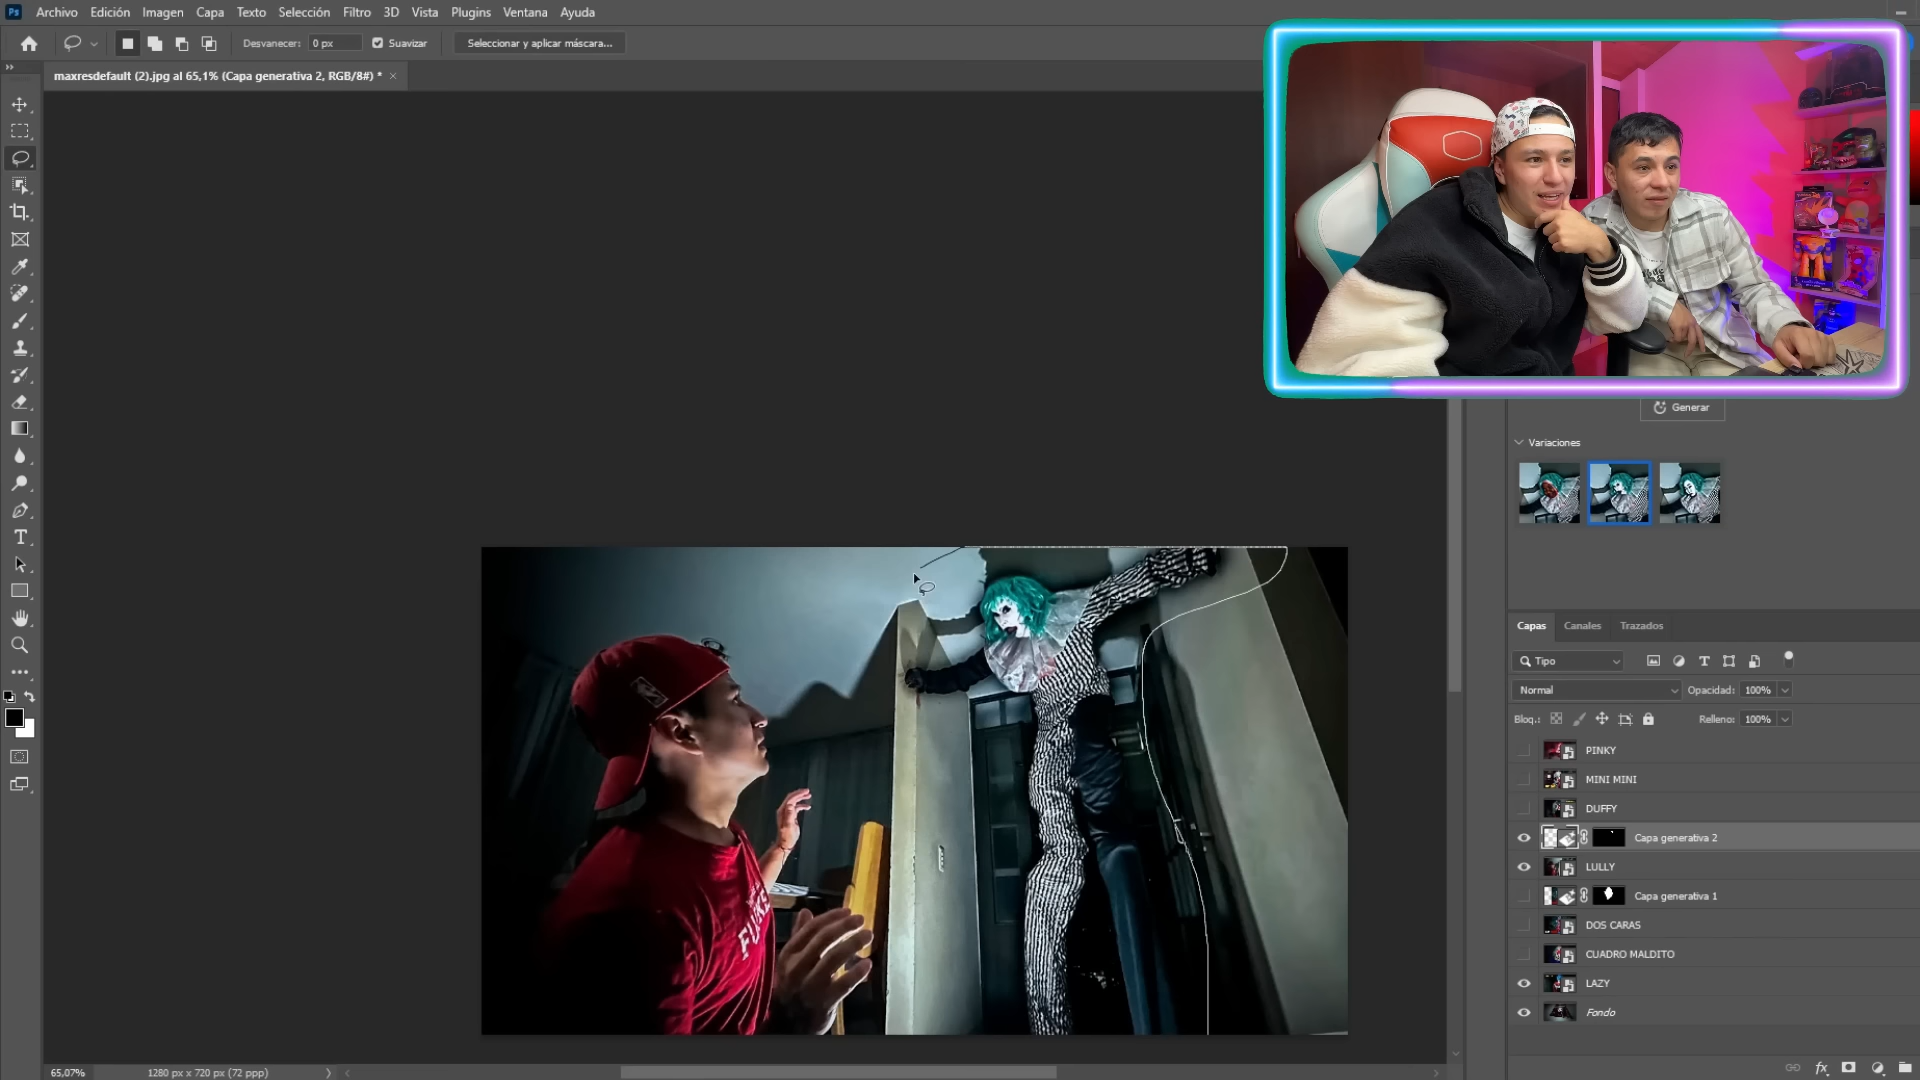 Ps Archivo Edición Imagen Capa Texto Selección Filtro 3D Vista Plugins Ventana Ayuda
Desvanecer: 0 px Suavizar Seleccionar y aplicar máscara...
maxresdefault (2).jpg al 65,1% (Capa generativa 2, RGB/8#) *
Generar
Variaciones
Capas Canales Trazados
Tipo
Normal Opacidad: 100%
Bloq.: Relleno: 100%
PINKY
MINI MINI
DUFFY
Capa generativa 2
LULLY
Capa generativa 1
DOS CARAS
CUADRO MALDITO
LAZY
Fondo
65,07% 1280 px x 720 px (72 ppp)
fx